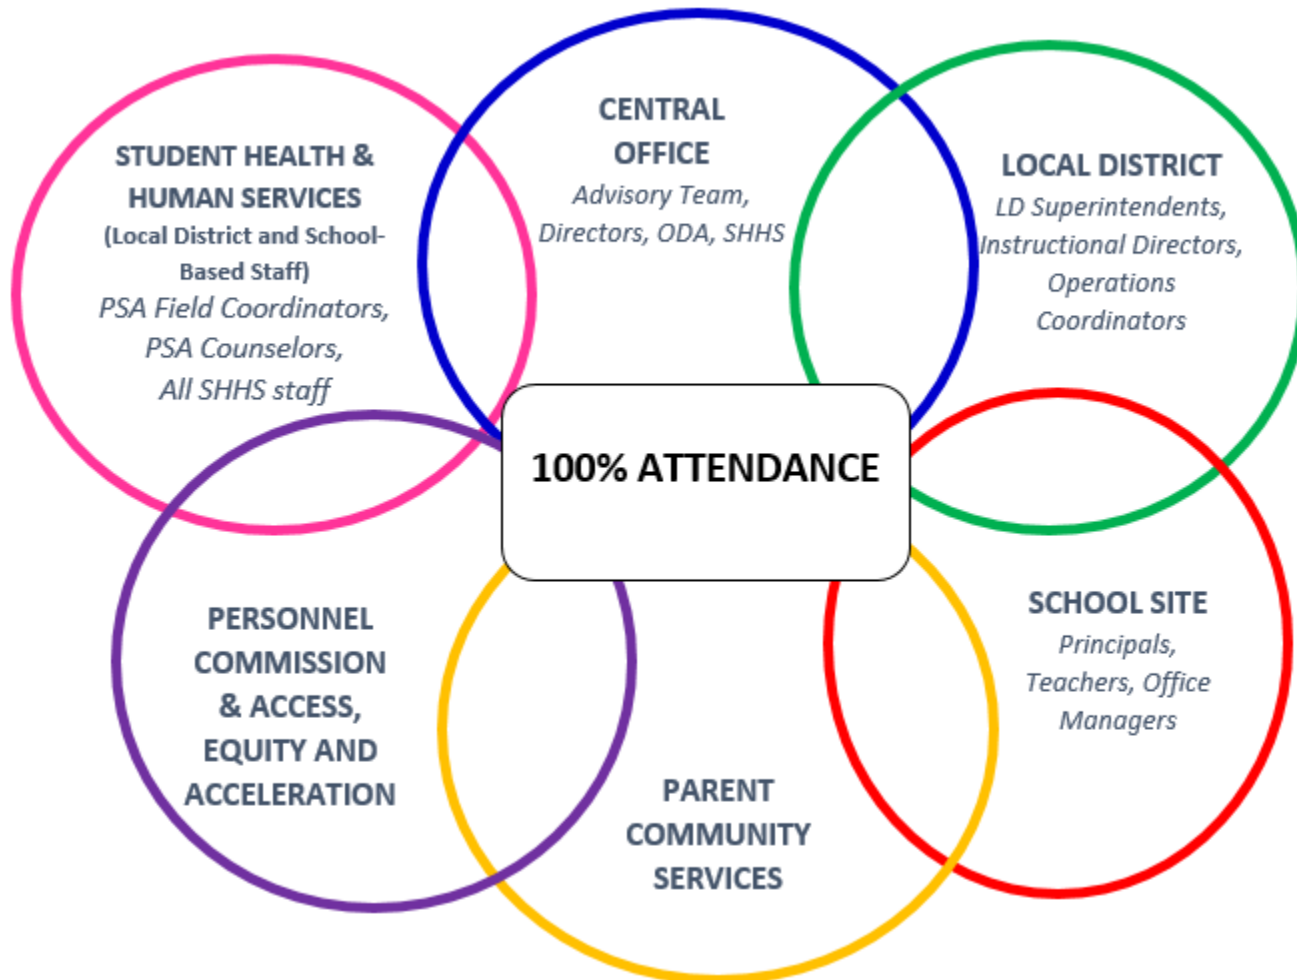 STUDENT HEALTH &
HUMAN SERVICES
(Local District and School-
Based Staff)
PSA Field Coordinators,
PSA Counselors,
All SHHS staff
CENTRAL
OFFICE
Advisory Team,
Directors, ODA, SHHS
LOCAL DISTRICT
LD Superintendents,
Instructional Directors,
Operations
Coordinators
100% ATTENDANCE
PERSONNEL
COMMISSION
& ACCESS,
EQUITY AND
ACCELERATION
PARENT
COMMUNITY
SERVICES
SCHOOL SITE
Principals,
Teachers, Office
Managers